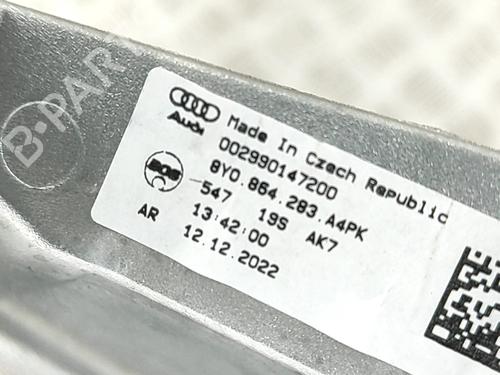 B-PARTS
Audi
Made In Czech Republic
002990147200
8Y0.864.283.A4PK
BOS
547 19S AK7
AR 13:42:00
12.12.2022